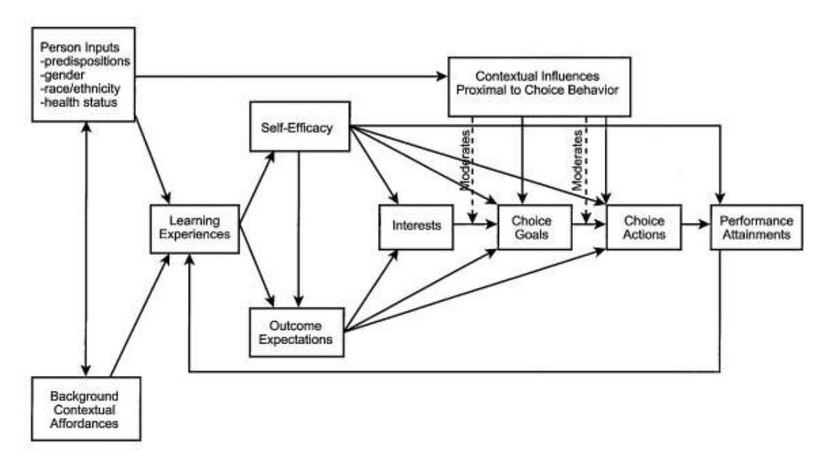 Person Inputs
-predispositions
-gender
-race/ethnicity
-health status
Contextual Influences
Proximal to Choice Behavior
Self-Efficacy
Moderates
Moderates
Learning
Experiences
Interests
Choice
Goals
Choice
Actions
Performance
Attainments
Outcome
Expectations
Background
Contextual
Affordances